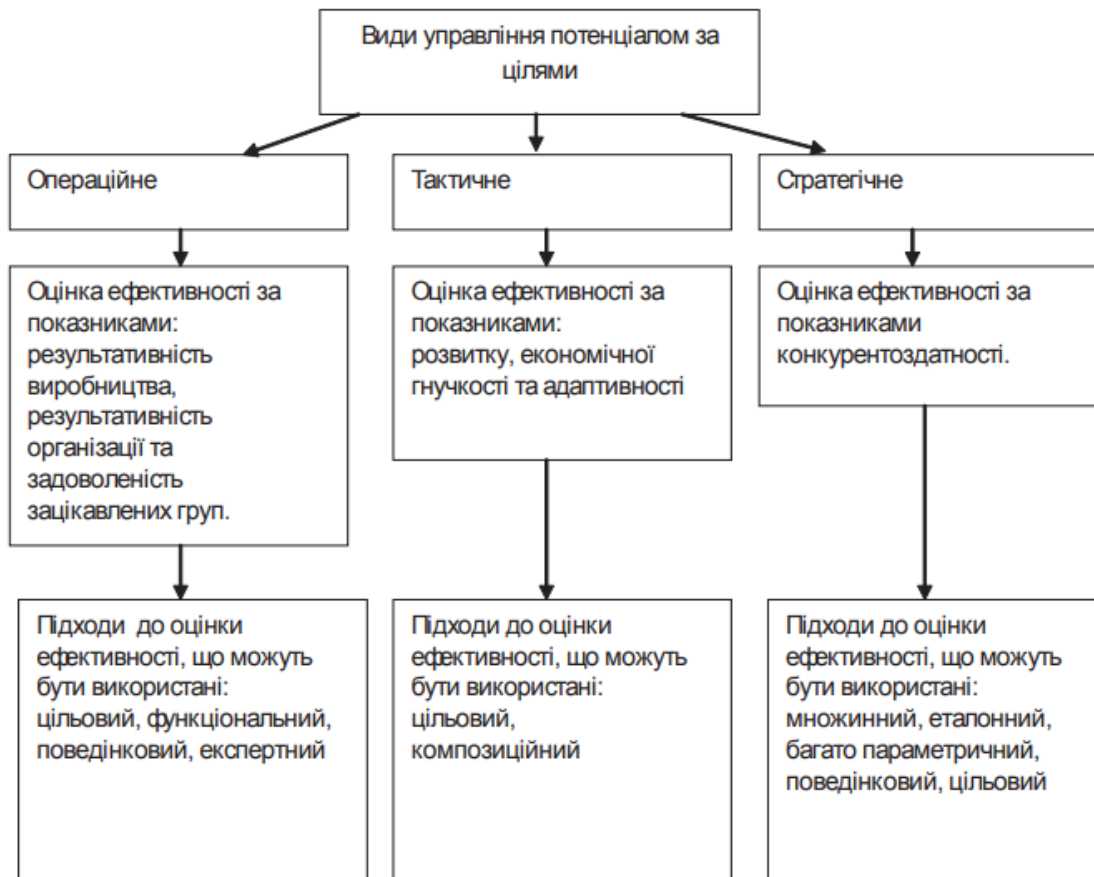 Види управління потенціалом за
цілями
Операційне
Тактичне
Стратегічне
Оцінка ефективності за
показниками:
результативність
виробництва,
результативність
організації та
задоволеність
зацікавлених груп.
Оцінка ефективності за
показниками:
розвитку, економічної
гнучкості та адаптивності
Оцінка ефективності за
показниками
конкурентоздатності.
Підходи до оцінки
ефективності, що можуть
бути використані:
цільовий, функціональний,
поведінковий, експертний
Підходи до оцінки
ефективності, що можуть
бути використані:
цільовий,
композиційний
Підходи до оцінки
ефективності, що можуть
бути використані:
множинний, еталонний,
багато параметричний,
поведінковий, цільовий